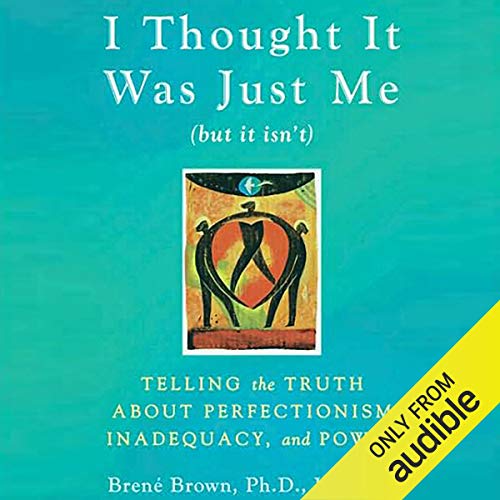 I Thought It
Was Just Me
(but it isn't)
TELLING the TRUTH
ABOUT PERFECTIONISM
INADEQUACY, and
Brené Brown, Ph.D.,
ONLY FROM
audible